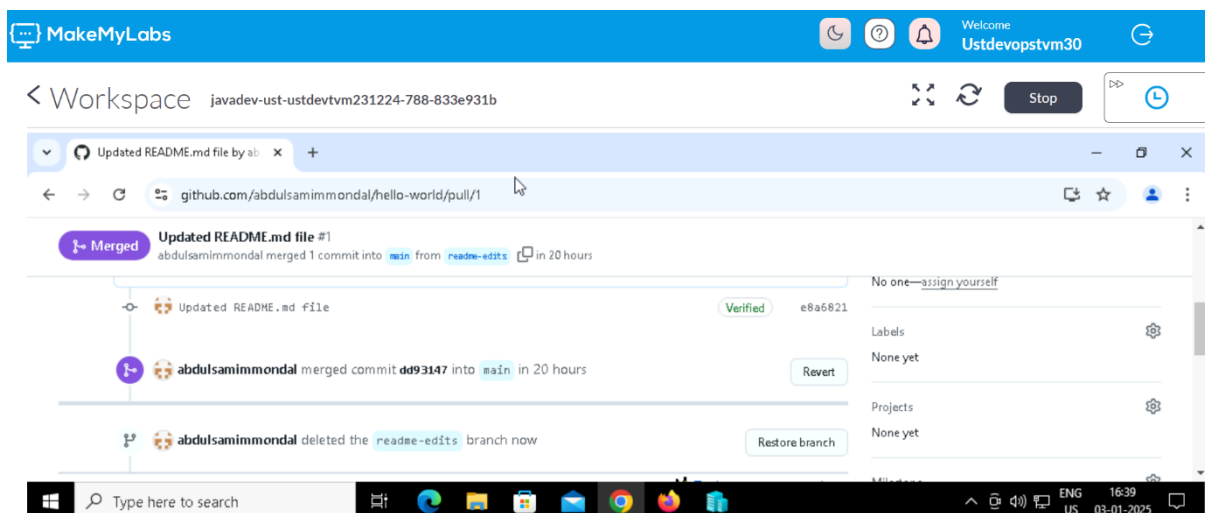 {...} MakeMyLabs
Welcome
Ustdevopstvm30
Workspace javadev-ust-ustdevtvm231224-788-833e931b
Stop
Updated README.md file by ab
github.com/abdulsamimmondal/hello-world/pull/1
Merged
Updated README.md file #1
abdulsamimmondal merged 1 commit into main from readme-edits in 20 hours
No one—assign yourself
Updated README.md file Verified e8a6821
Labels
None yet
abdulsamimmondal merged commit dd93147 into main in 20 hours Revert
Projects
None yet
abdulsamimmondal deleted the readme-edits branch now Restore branch
Type here to search
ENG
US
16:39
03-01-2025